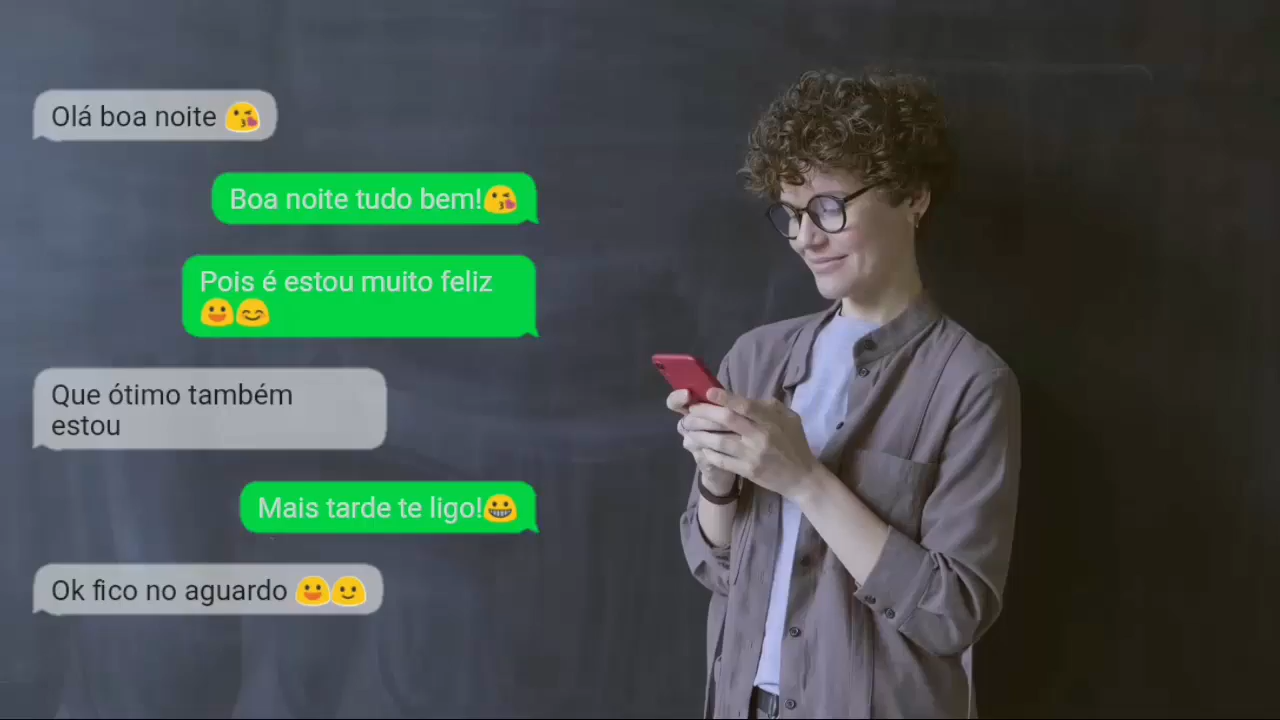 Olá boa noite 😘
Boa noite tudo bem!😘
Pois é estou muito feliz
😃😊
Que ótimo também
estou
Mais tarde te ligo!😀
Ok fico no aguardo 😃🙂